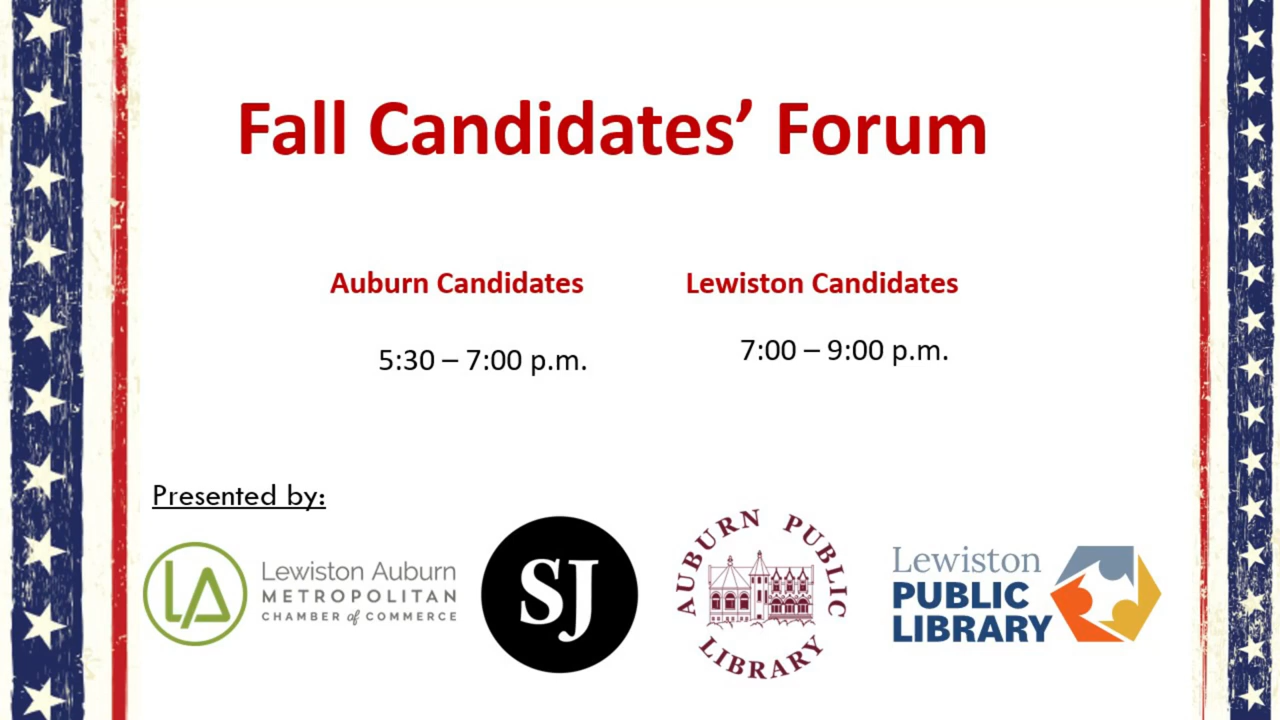 Fall Candidates’ Forum
Auburn Candidates
5:30 – 7:00 p.m.
Lewiston Candidates
7:00 – 9:00 p.m.
Presented by:
LA
Lewiston Auburn
METROPOLITAN
CHAMBER of COMMERCE
SJ
AUBURN PUBLIC
LIBRARY
Lewiston
PUBLIC
LIBRARY